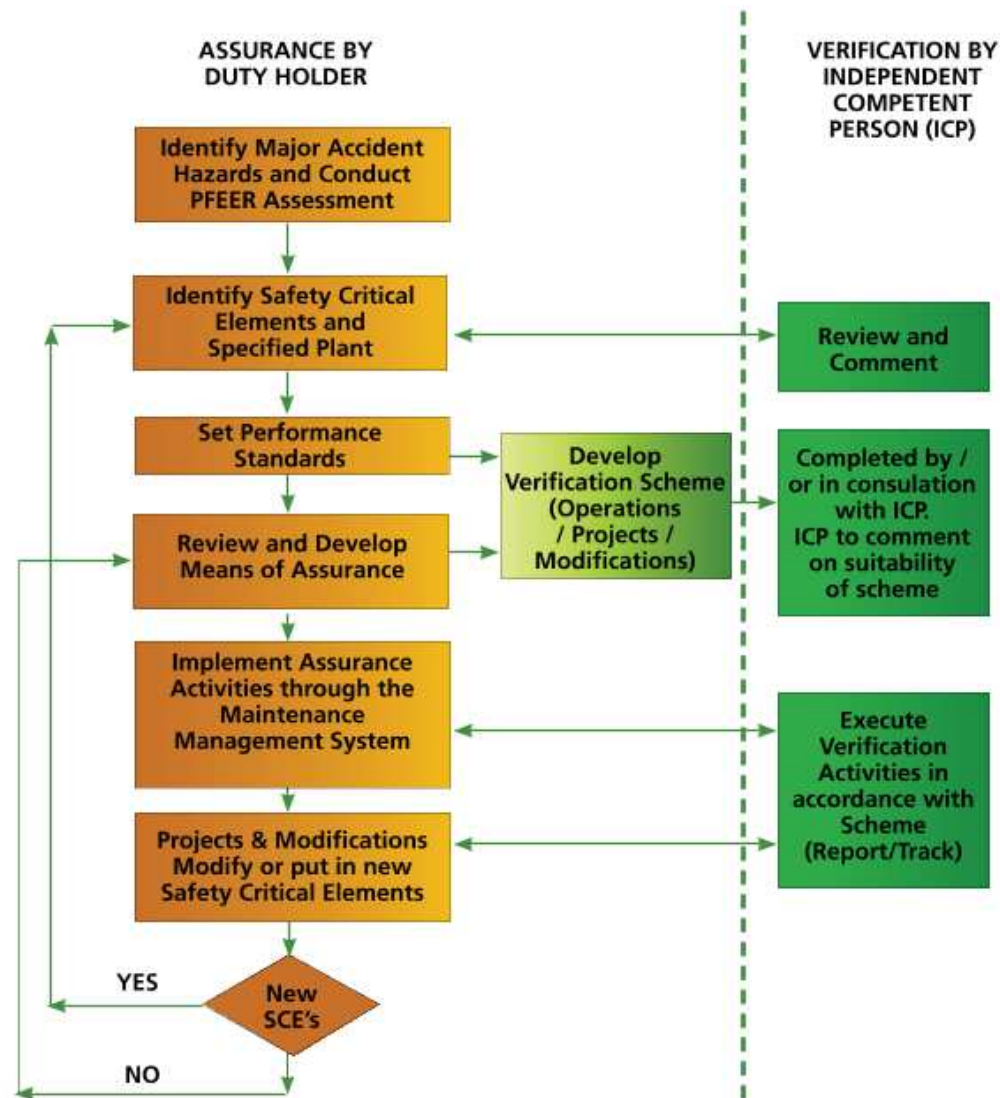 ASSURANCE BY
DUTY HOLDER
VERIFICATION BY
INDEPENDENT
COMPETENT
PERSON (ICP)
Identify Major Accident
Hazards and Conduct
PFEER Assessment
Identify Safety Critical
Elements and
Specified Plant
Review and
Comment
Set Performance
Standards
Develop
Verification Scheme
(Operations
/ Projects /
Modifications)
Completed by /
or in consulation
with ICP.
ICP to comment
on suitability
of scheme
Review and Develop
Means of Assurance
Implement Assurance
Activities through the
Maintenance
Management System
Execute
Verification
Activities in
accordance with
Scheme
(Report/Track)
Projects & Modifications
Modify or put in new
Safety Critical Elements
YES
New
SCE's
NO